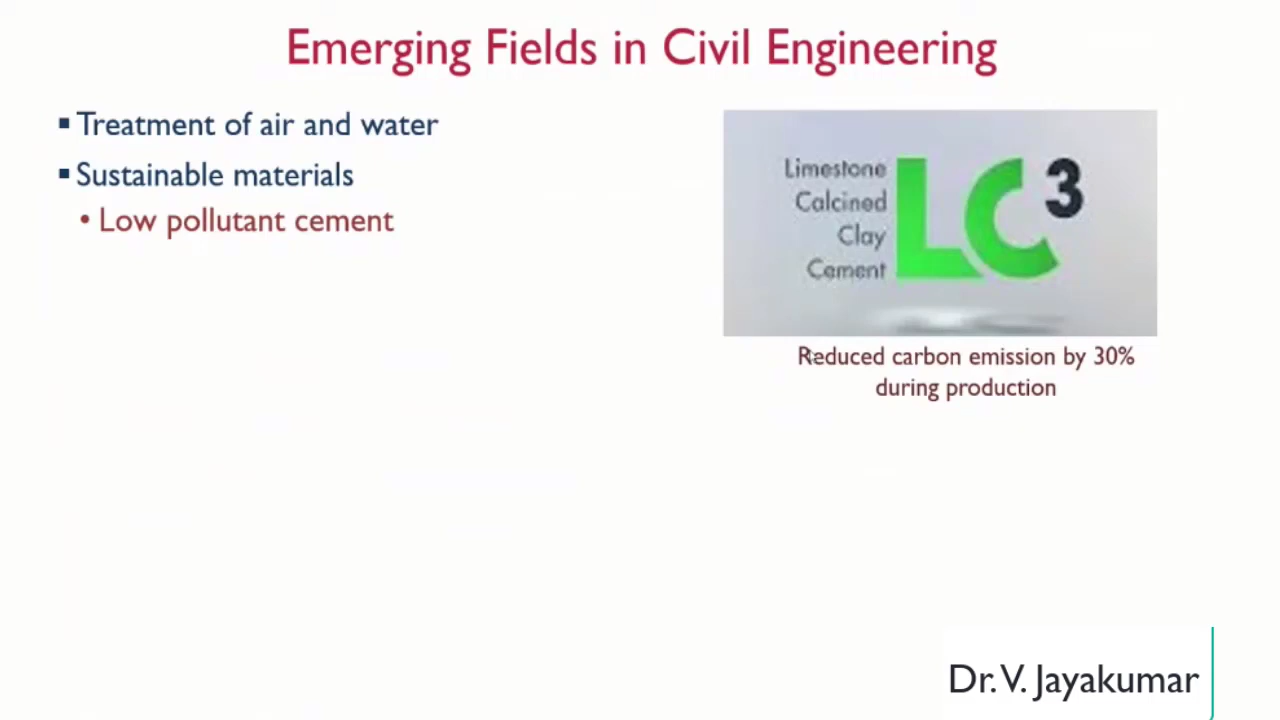 Emerging Fields in Civil Engineering
▪ Treatment of air and water
▪ Sustainable materials
• Low pollutant cement
Limestone
Calcined
Clay
Cement
LC3
Reduced carbon emission by 30%
during production
Dr. V. Jayakumar